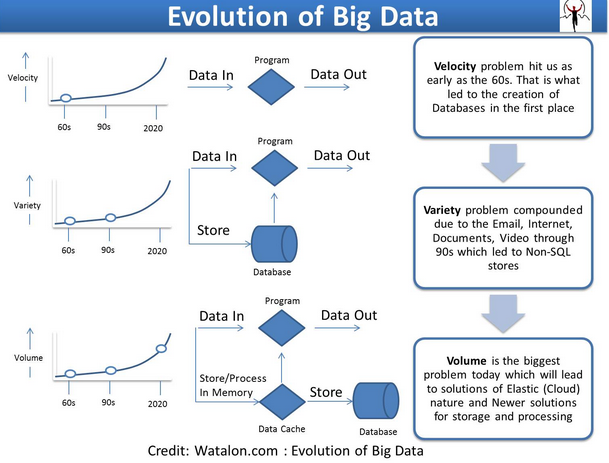 Evolution of Big Data
Velocity
60s
90s
2020
Program
Data In
Data Out
Velocity problem hit us as
early as the 60s. That is what
led to the creation of
Databases in the first place
Variety
60s
90s
2020
Program
Data In
Data Out
Store
Database
Variety problem compounded
due to the Email, Internet,
Documents, Video through
90s which led to Non-SQL
stores
Volume
60s
90s
2020
Program
Data In
Data Out
Store/Process
In Memory
Store
Data Cache
Database
Volume is the biggest
problem today which will lead
to solutions of Elastic (Cloud)
nature and Newer solutions
for storage and processing
Credit: Watalon.com : Evolution of Big Data